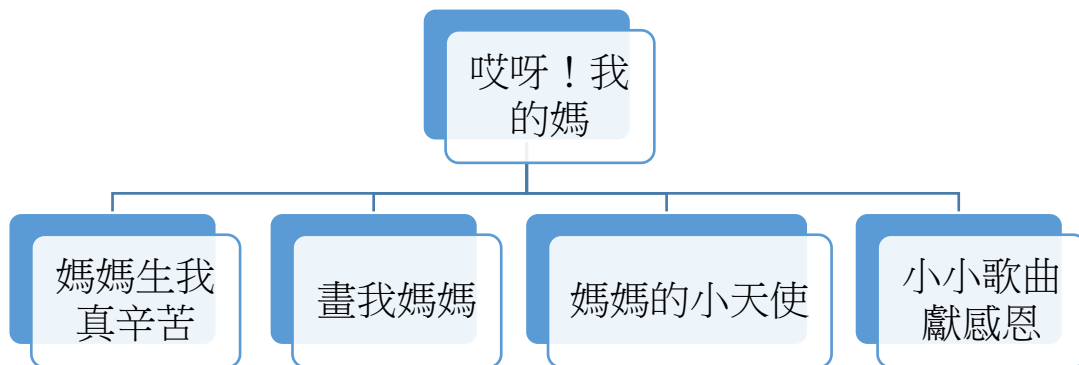 哎呀！我
的媽
媽媽生我
真辛苦
畫我媽媽
媽媽的小天使
小小歌曲
獻感恩